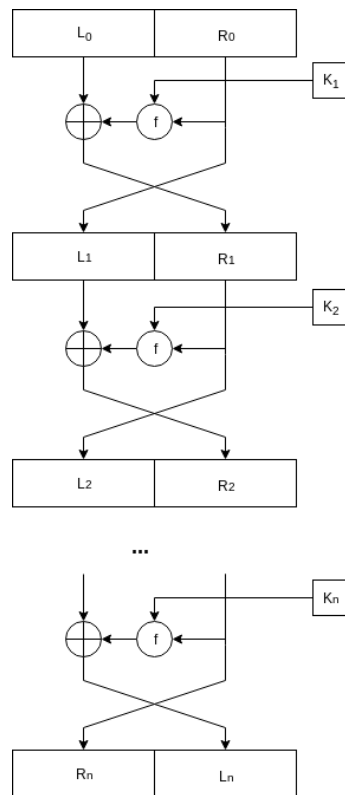 L₀ R₀
K₁
f
L₁ R₁
K₂
f
L₂ R₂
...
Kₙ
f
Rₙ Lₙ